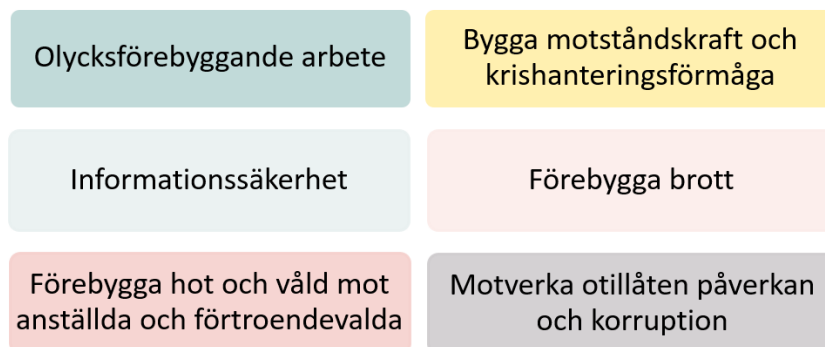 Olycksförebyggande arbete
Bygga motståndskraft och
krishanteringsförmåga
Informationssäkerhet
Förebygga brott
Förebygga hot och våld mot
anställda och förtroendevalda
Motverka otillåten påverkan
och korruption